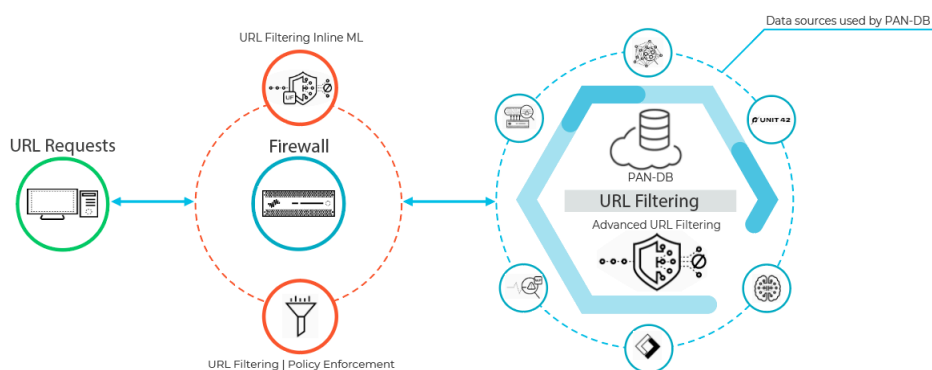 Data sources used by PAN-DB
URL Filtering Inline ML
UF
UNIT 42
URL Requests
Firewall
PAN-DB
URL Filtering
Advanced URL Filtering
URL Filtering | Policy Enforcement